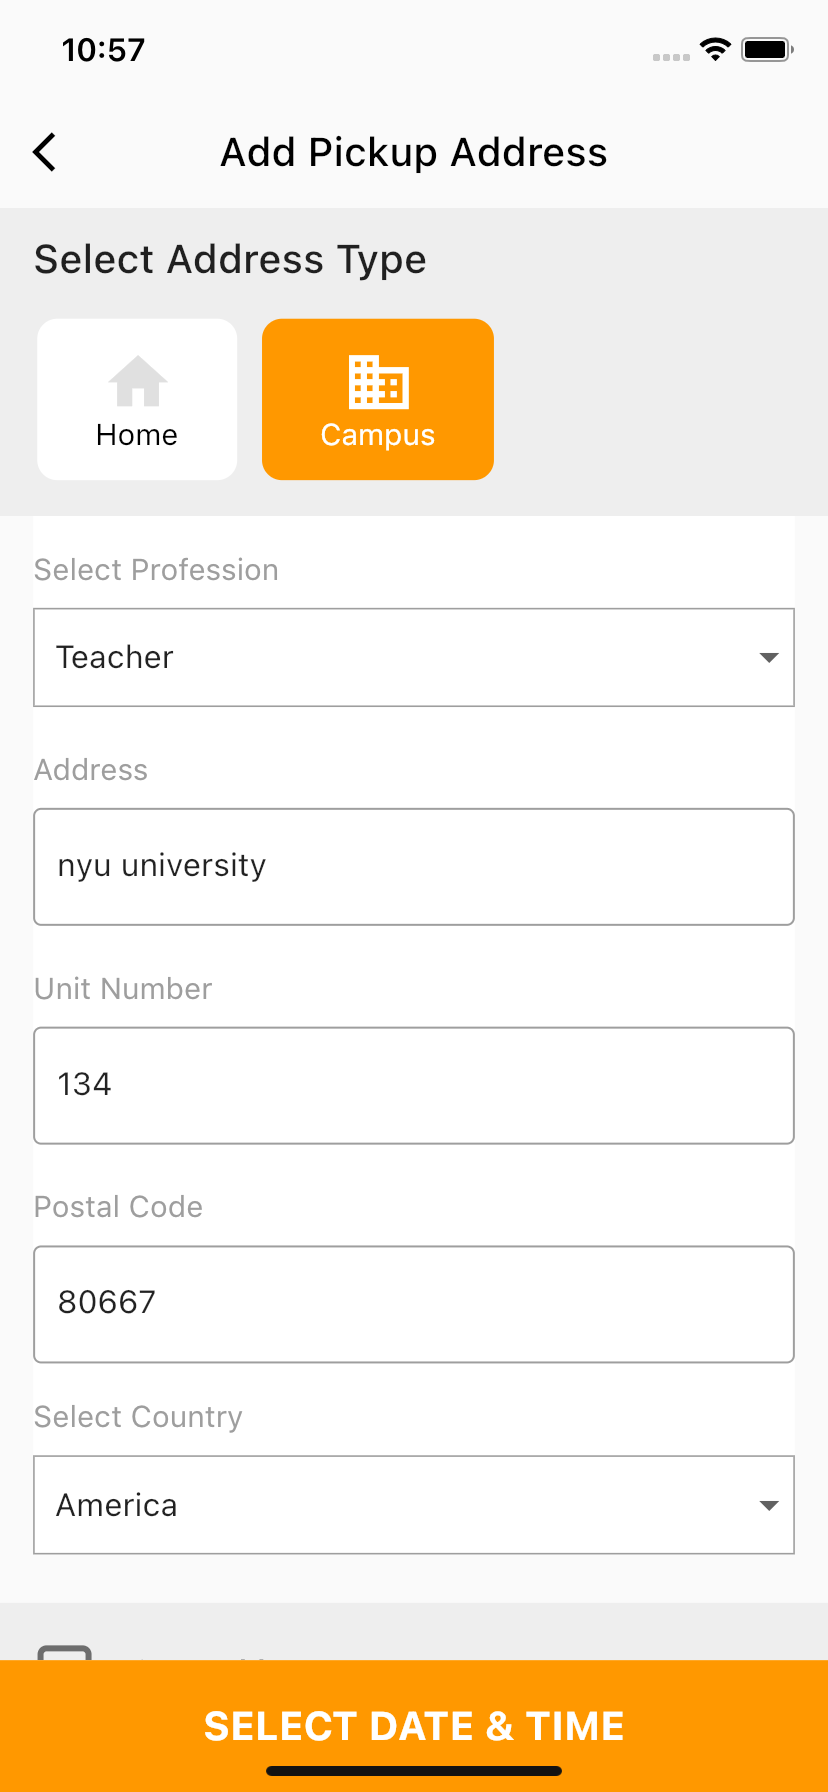 10:57
Add Pickup Address
Select Address Type
Home
Campus
Select Profession
Teacher
Address
nyu university
Unit Number
134
Postal Code
80667
Select Country
America
SELECT DATE & TIME